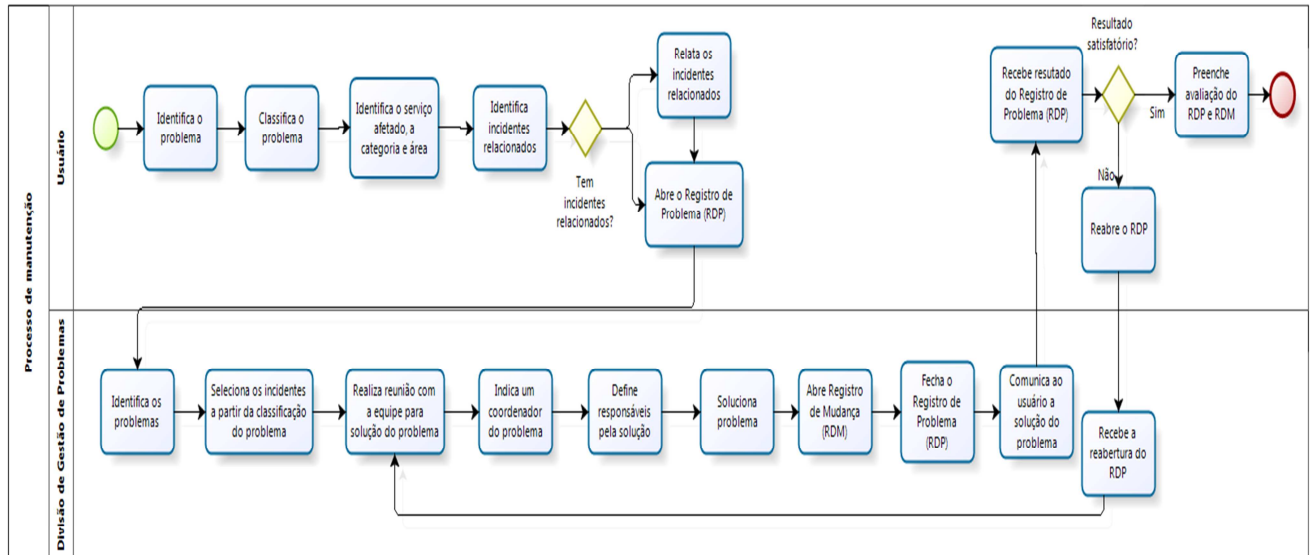 Processo de manutenção
Usuário
Identifica o
problema
Classifica o
problema
Identifica o serviço
afetado, a
categoria e área
Identifica
incidentes
relacionados
Tem
incidentes
relacionados?
Relata os
incidentes
relacionados
Abre o Registro de
Problema (RDP)
Recebe resutado
do Registro de
Problema (RDP)
Resultado
satisfatório?
Sim
Não
Preenche
avaliação do
RDP e RDM
Reabre o RDP
Divisão de Gestão de Problemas
Identifica os
problemas
Seleciona os incidentes
a partir da classificação
do problema
Realiza reunião com
a equipe para
solução do problema
Indica um
coordenador
do problema
Define
responsáveis
pela solução
Soluciona
problema
Abre Registro
de Mudança
(RDM)
Fecha o
Registro de
Problema
(RDP)
Comunica ao
usuário a
solução do
problema
Recebe a
reabertura do
RDP